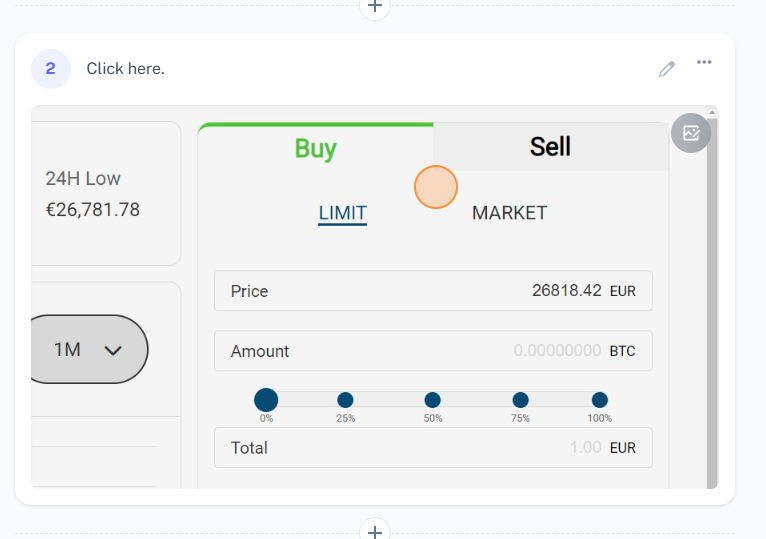 2 Click here.
Buy Sell
24H Low
€26,781.78
LIMIT MARKET
Price 26818.42 EUR
1M
Amount 0.00000000 BTC
0% 25% 50% 75% 100%
Total 1.00 EUR